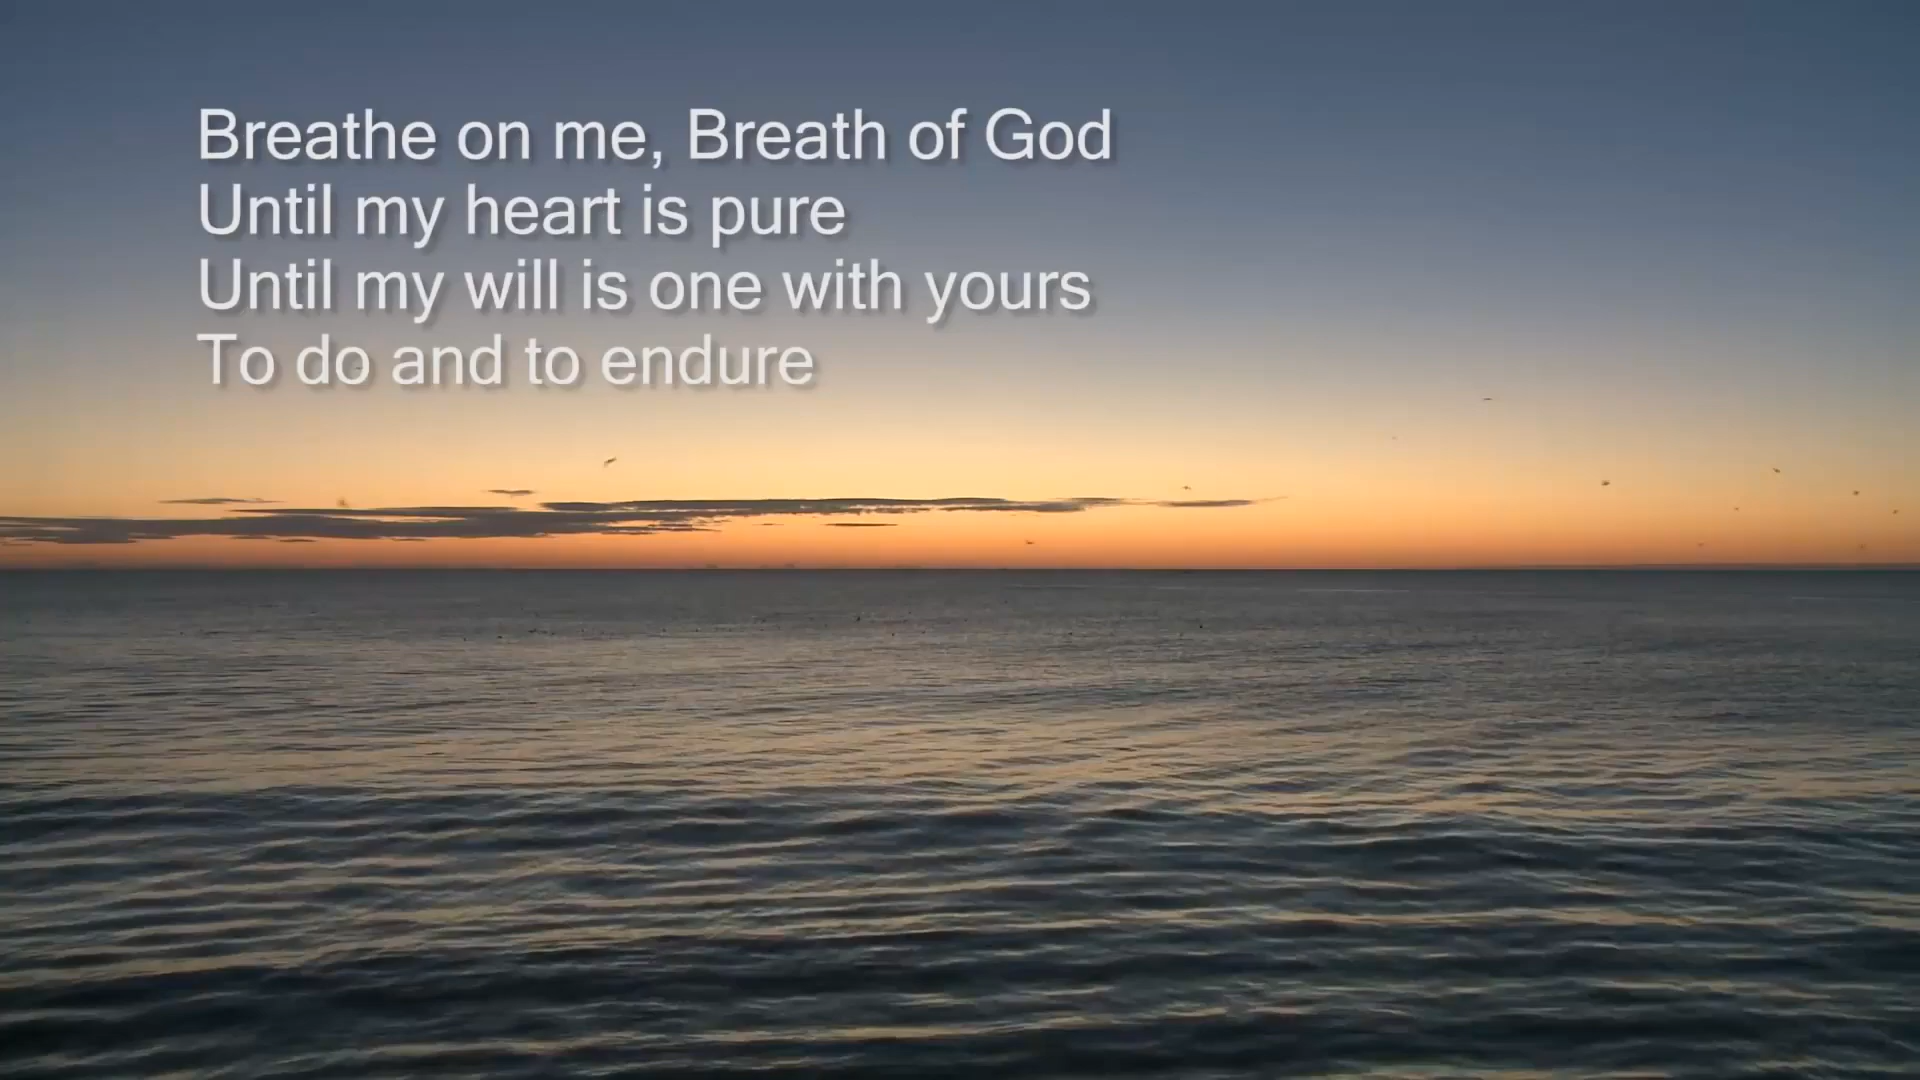 Breathe on me, Breath of God
Until my heart is pure
Until my will is one with yours
To do and to endure